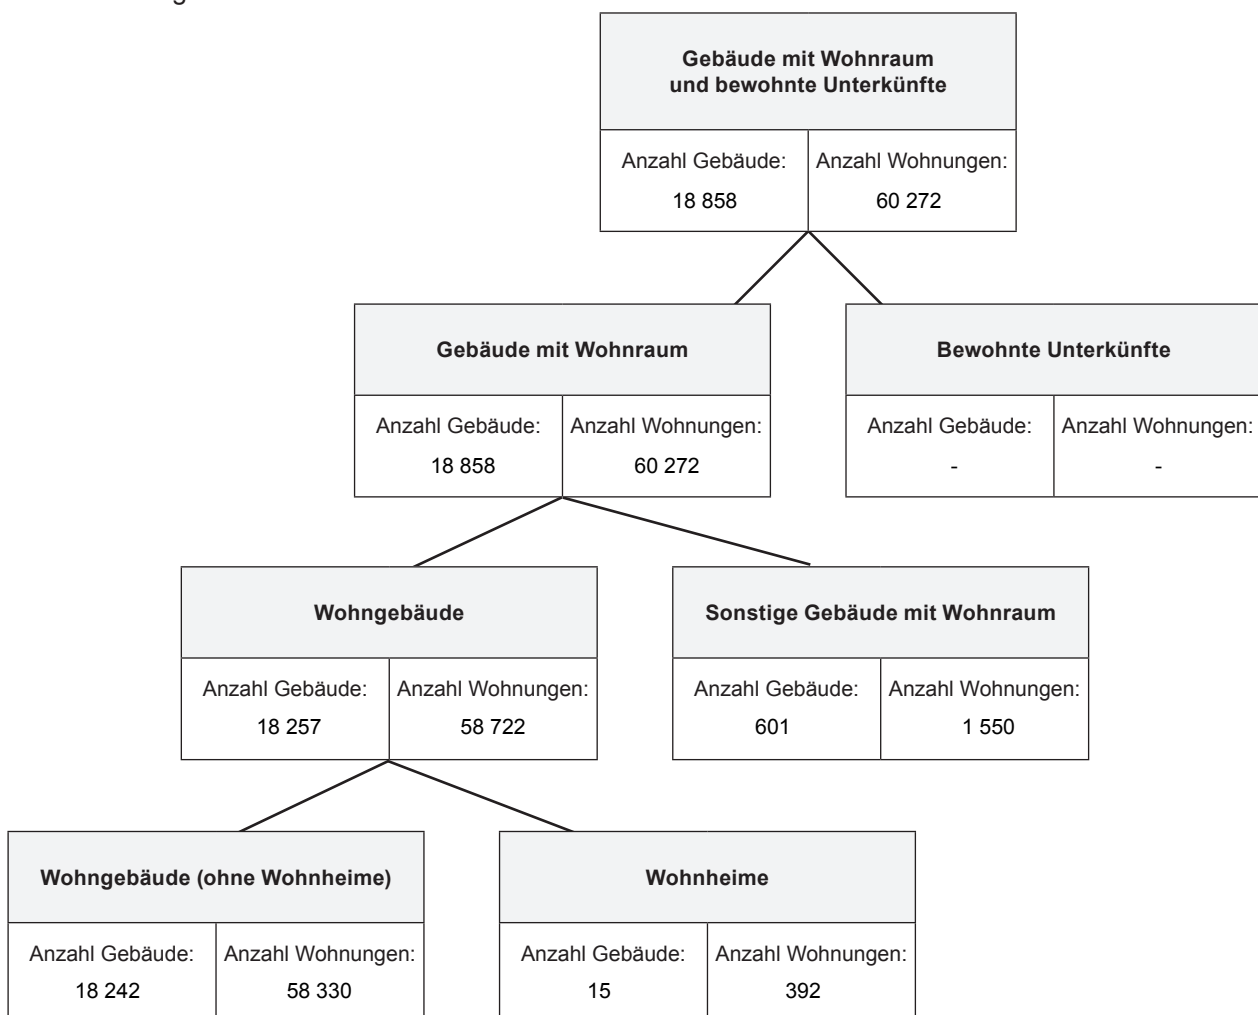 Gebäude mit Wohnraum
und bewohnte Unterkünfte
Anzahl Gebäude: Anzahl Wohnungen:
18 858 60 272
Gebäude mit Wohnraum
Anzahl Gebäude: Anzahl Wohnungen:
18 858 60 272
Bewohnte Unterkünfte
Anzahl Gebäude: Anzahl Wohnungen:
- -
Wohngebäude
Anzahl Gebäude: Anzahl Wohnungen:
18 257 58 722
Sonstige Gebäude mit Wohnraum
Anzahl Gebäude: Anzahl Wohnungen:
601 1 550
Wohngebäude (ohne Wohnheime)
Anzahl Gebäude: Anzahl Wohnungen:
18 242 58 330
Wohnheime
Anzahl Gebäude: Anzahl Wohnungen:
15 392